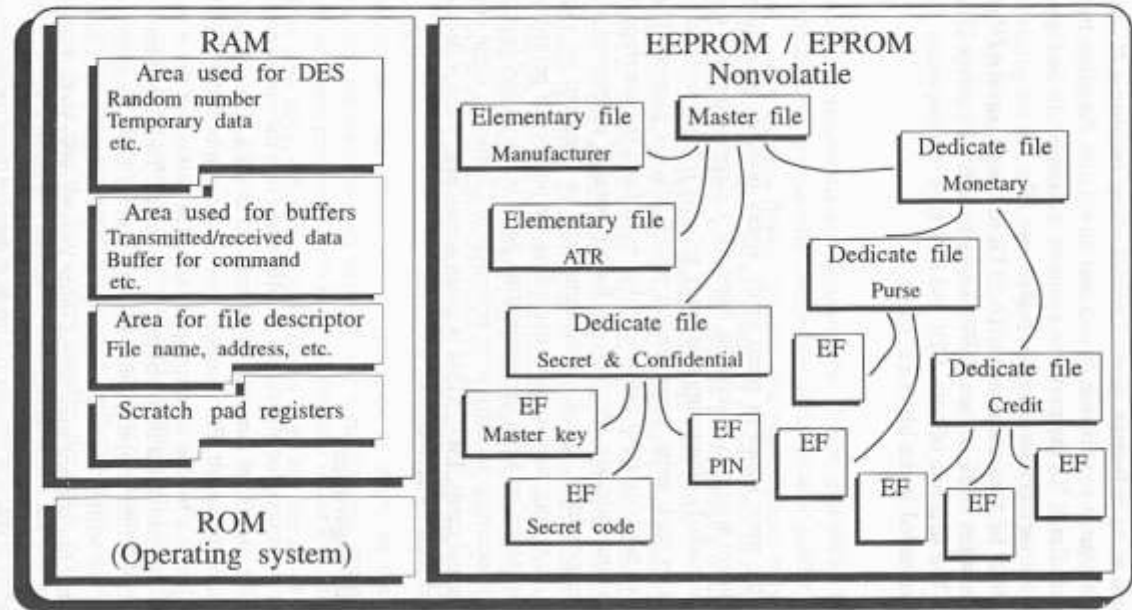 RAM
Area used for DES
Random number
Temporary data
etc.
Area used for buffers
Transmitted/received data
Buffer for command
etc.
Area for file descriptor
File name, address, etc.
Scratch pad registers
ROM
(Operating system)
EEPROM / EPROM
Nonvolatile
Master file
Elementary file
Manufacturer
Elementary file
ATR
Dedicate file
Secret & Confidential
EF
Master key
EF
Secret code
EF
PIN
Dedicate file
Monetary
Dedicate file
Purse
EF
EF
Dedicate file
Credit
EF
EF
EF